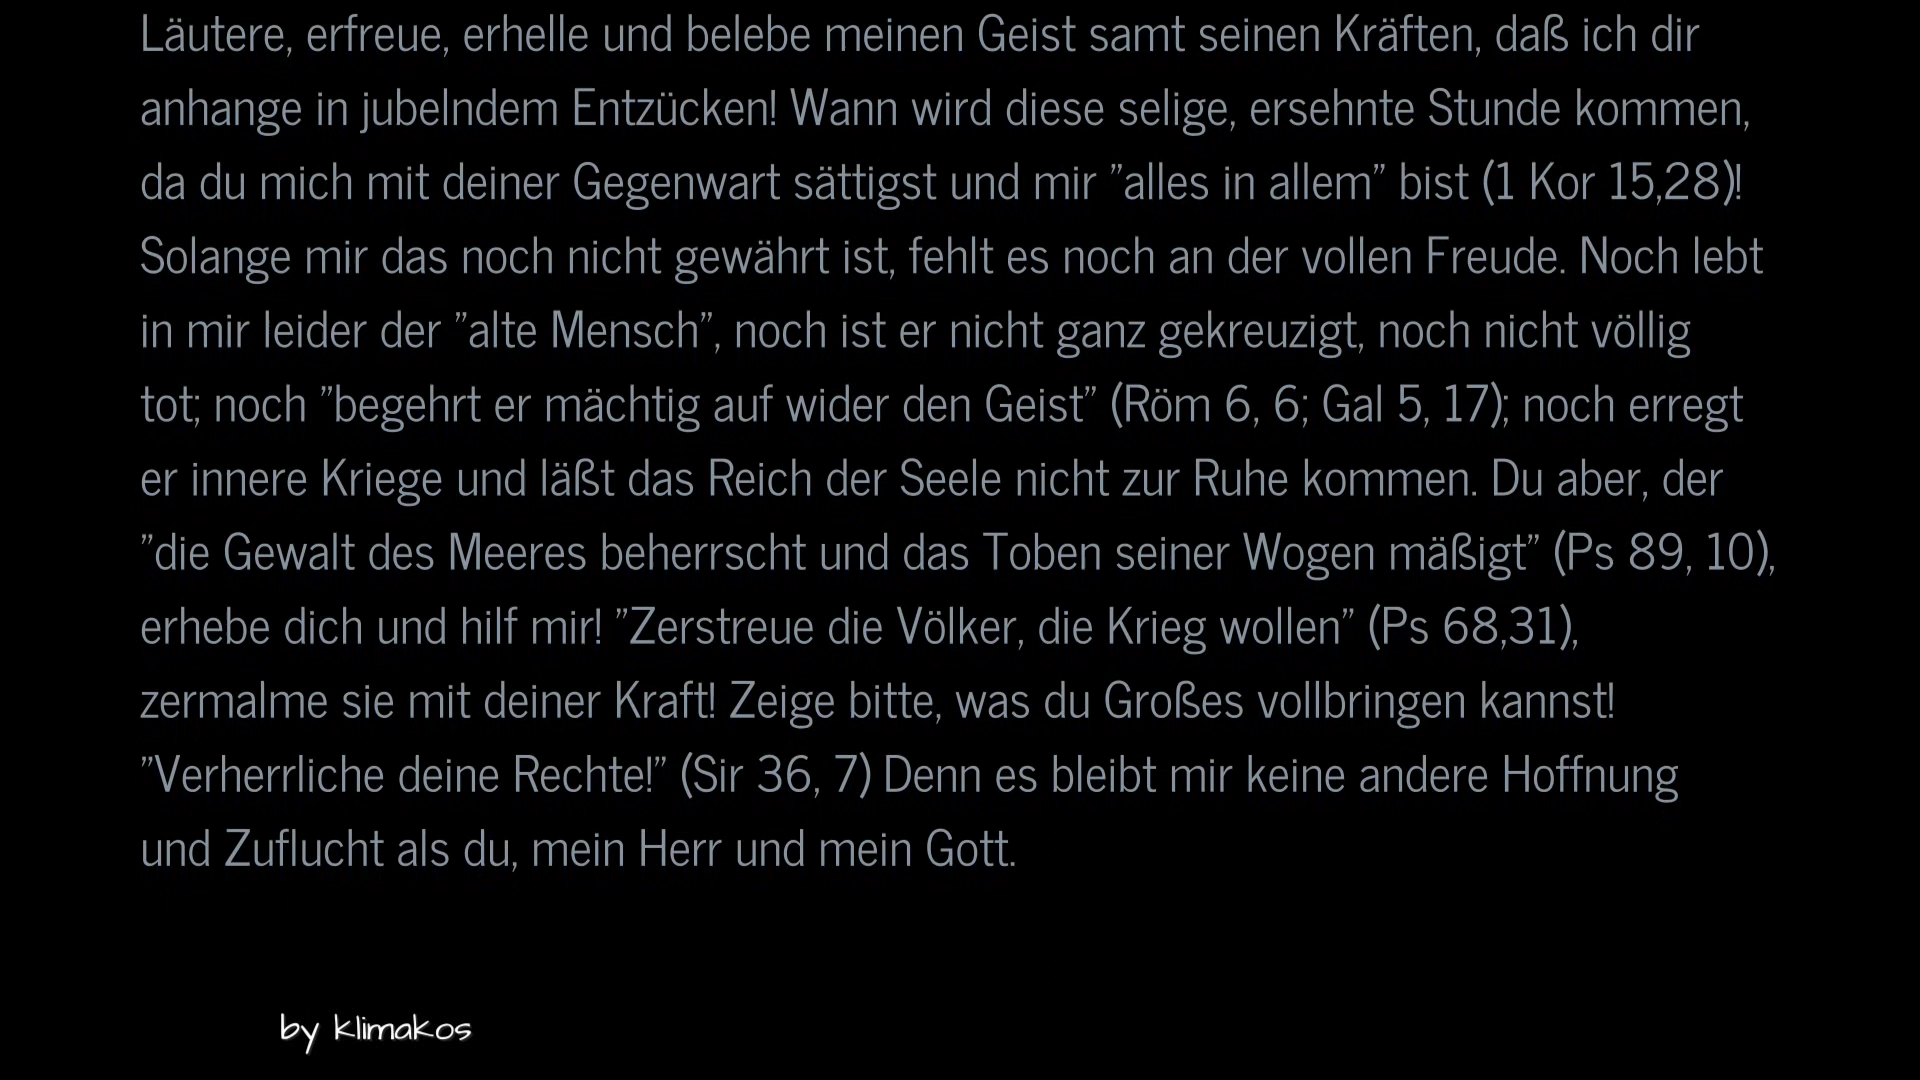 Läutere, erfreue, erhelle und belebe meinen Geist samt seinen Kräften, daß ich dir
anhange in jubelndem Entzücken! Wann wird diese selige, ersehnte Stunde kommen,
da du mich mit deiner Gegenwart sättigst und mir "alles in allem" bist (1 Kor 15,28)!
Solange mir das noch nicht gewährt ist, fehlt es noch an der vollen Freude. Noch lebt
in mir leider der "alte Mensch", noch ist er nicht ganz gekreuzigt, noch nicht völlig
tot; noch "begehrt er mächtig auf wider den Geist" (Röm 6, 6; Gal 5, 17); noch erregt
er innere Kriege und läßt das Reich der Seele nicht zur Ruhe kommen. Du aber, der
"die Gewalt des Meeres beherrscht und das Toben seiner Wogen mäßigt" (Ps 89, 10),
erhebe dich und hilf mir! "Zerstreue die Völker, die Krieg wollen" (Ps 68,31),
zermalme sie mit deiner Kraft! Zeige bitte, was du Großes vollbringen kannst!
"Verherrliche deine Rechte!" (Sir 36, 7) Denn es bleibt mir keine andere Hoffnung
und Zuflucht als du, mein Herr und mein Gott.
by klimakos